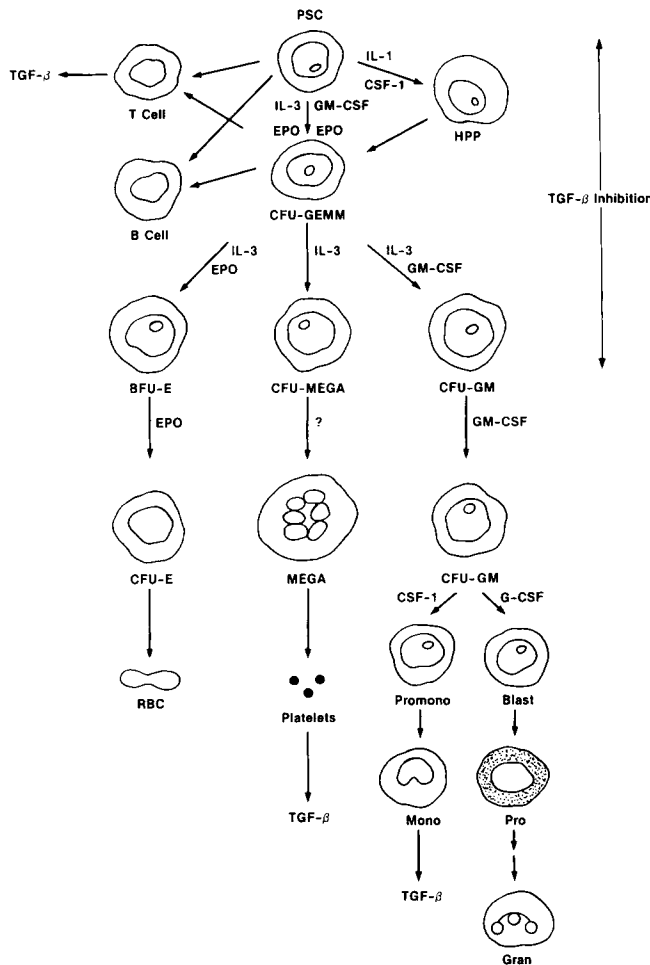 PSC
IL-1
CSF-1
TGF-β
T Cell
IL-3 GM-CSF
HPP
EPO EPO
TGF-β Inhibition
B Cell
CFU-GEMM
IL-3
EPO
IL-3
IL-3
GM-CSF
BFU-E
CFU-MEGA
CFU-GM
EPO
?
GM-CSF
CFU-E
MEGA
CFU-GM
CSF-1
G-CSF
RBC
Platelets
Promono
Blast
TGF-β
Mono
Pro
TGF-β
Gran